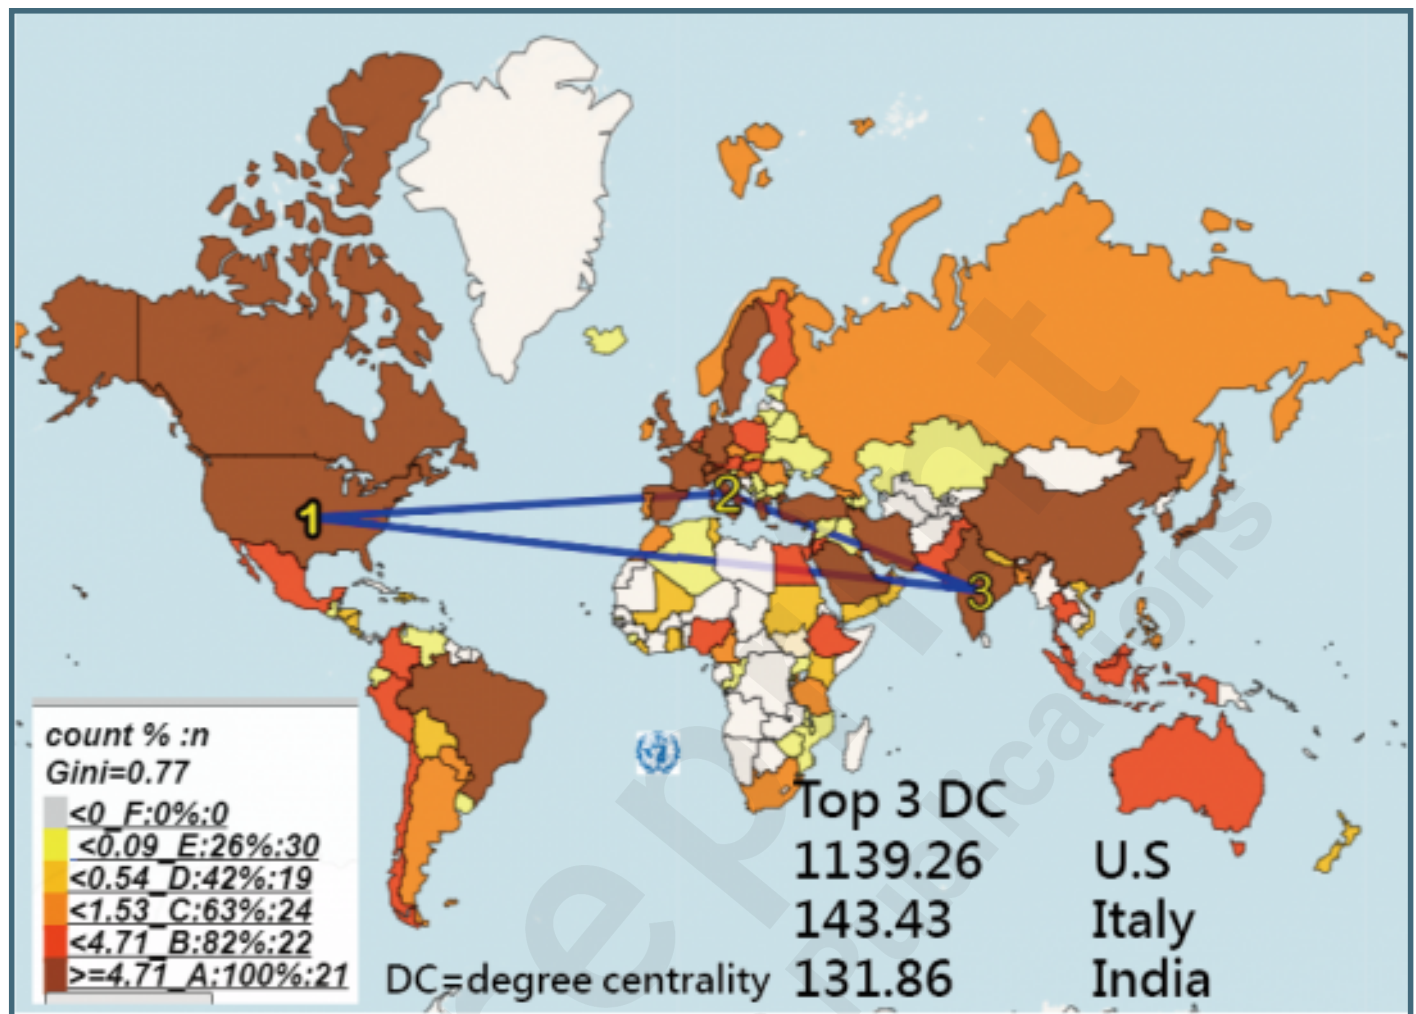 1
2
3
count % :n
Gini=0.77
<0_F:0%:0
<0.09_E:26%:30
<0.54_D:42%:19
<1.53_C:63%:24
<4.71_B:82%:22
>=4.71_A:100%:21
Top 3 DC
1139.26 U.S
143.43 Italy
DC=degree centrality 131.86 India